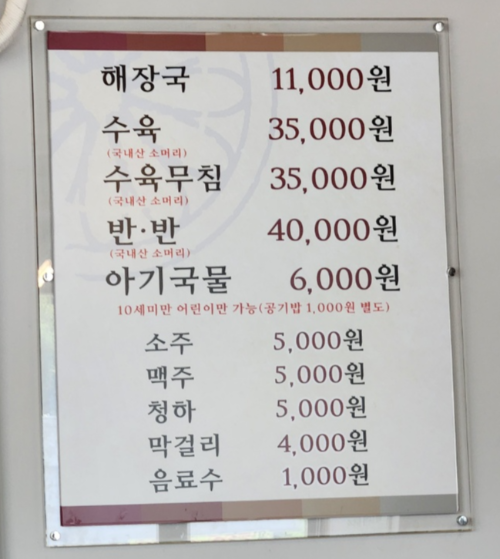 해장국 11,000원
수육 35,000원
(국내산 소머리)
수육무침 35,000원
(국내산 소머리)
반·반 40,000원
(국내산 소머리)
아기국물 6,000원
10세미만 어린이만 가능(공기밥 1,000원 별도)
소주 5,000원
맥주 5,000원
청하 5,000원
막걸리 4,000원
음료수 1,000원